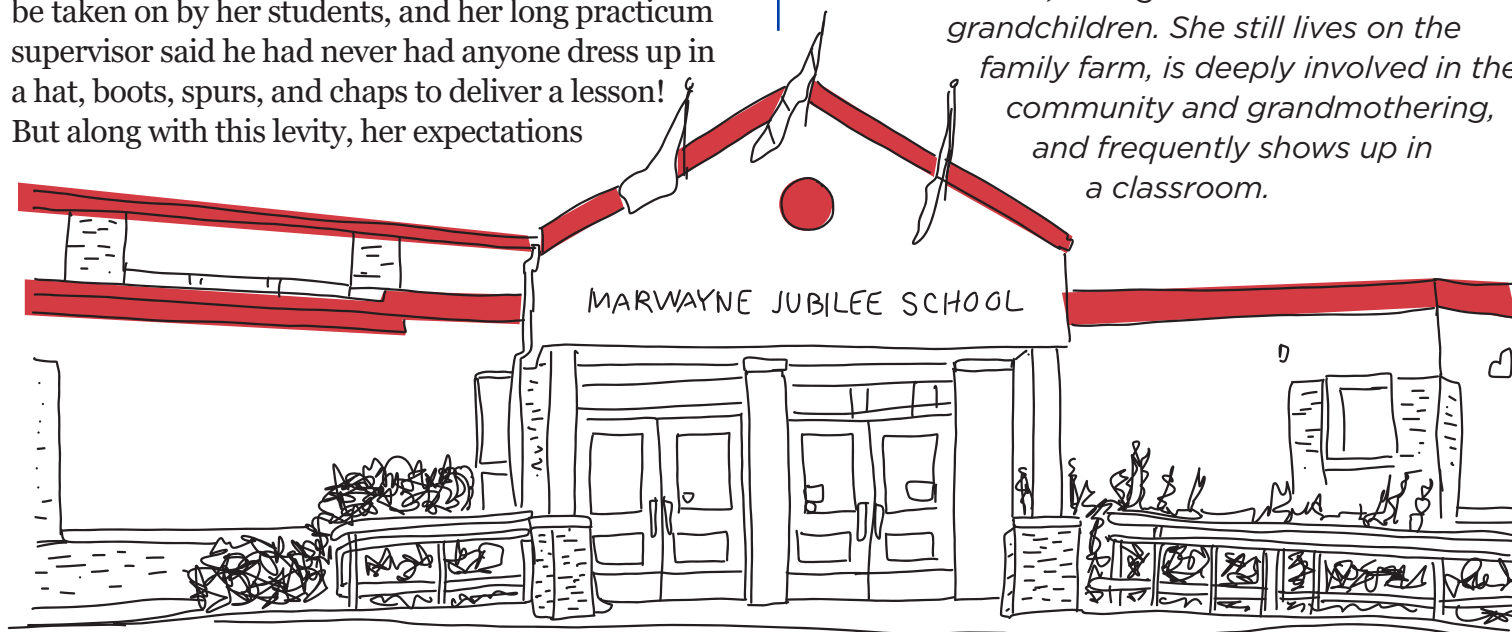 be taken on by her students, and her long practicum
supervisor said he had never had anyone dress up in
a hat, boots, spurs, and chaps to deliver a lesson!
But along with this levity, her expectations
grandchildren. She still lives on the
family farm, is deeply involved in the
community and grandmothering,
and frequently shows up in
a classroom.
MARWAYNE JUBILEE SCHOOL